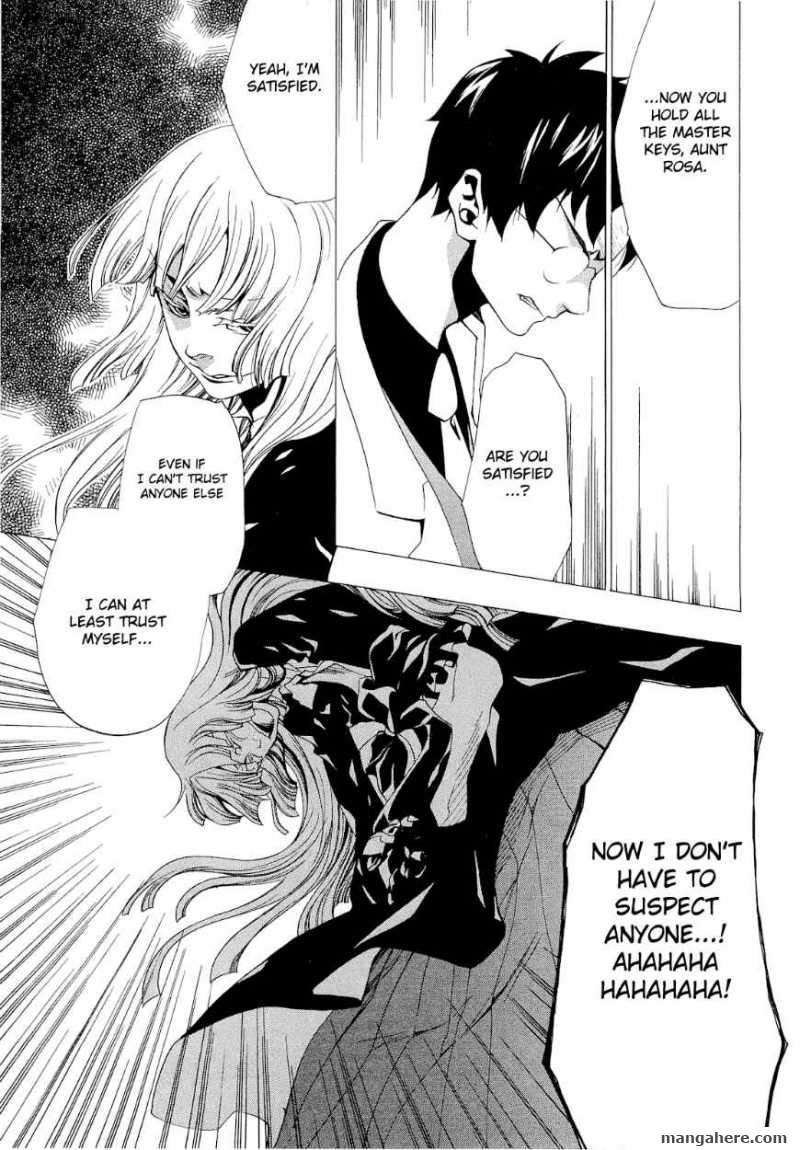 ...NOW YOU
HOLD ALL
THE MASTER
KEYS, AUNT
ROSA.
ARE YOU
SATISFIED
...?
YEAH, I'M
SATISFIED.
EVEN IF
I CAN'T TRUST
ANYONE ELSE
I CAN AT
LEAST TRUST
MYSELF...
NOW I DON'T
HAVE TO
SUSPECT
ANYONE...!
AHAHAHA
HAHAHAHA!
mangahere.com